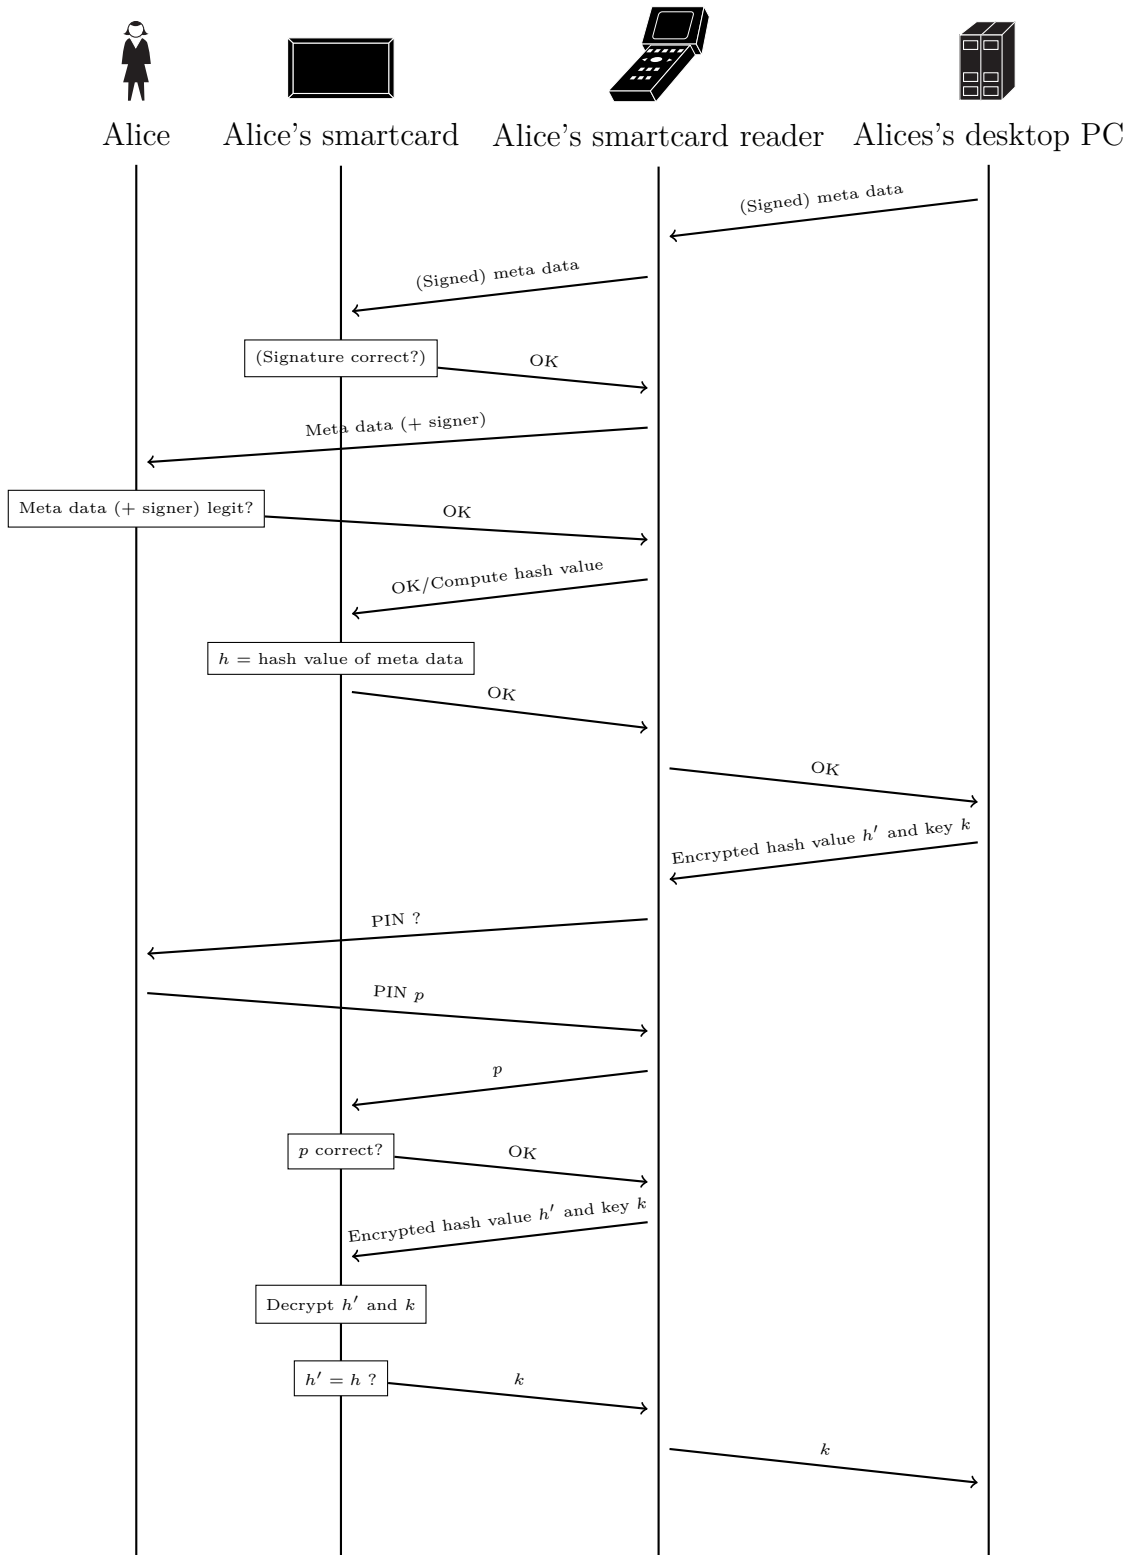 Alice
Alice's smartcard
Alice's smartcard reader
Alices's desktop PC
(Signed) meta data
(Signed) meta data
(Signature correct?)
OK
Meta data (+ signer)
Meta data (+ signer) legit?
OK
OK/Compute hash value
h = hash value of meta data
OK
OK
Encrypted hash value h′ and key k
PIN ?
PIN p
p
p correct?
OK
Encrypted hash value h′ and key k
Decrypt h′ and k
h′ = h ?
k
k